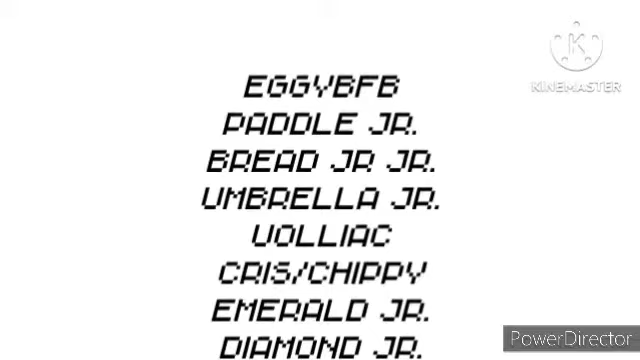 EGGYBFB
PADDLE JR.
BREAD JR JR.
UMBRELLA JR.
VOLLIAC
CRIS/CHIPPY
EMERALD JR.
DIAMOND JR.
K
KINEMASTER
PowerDirector